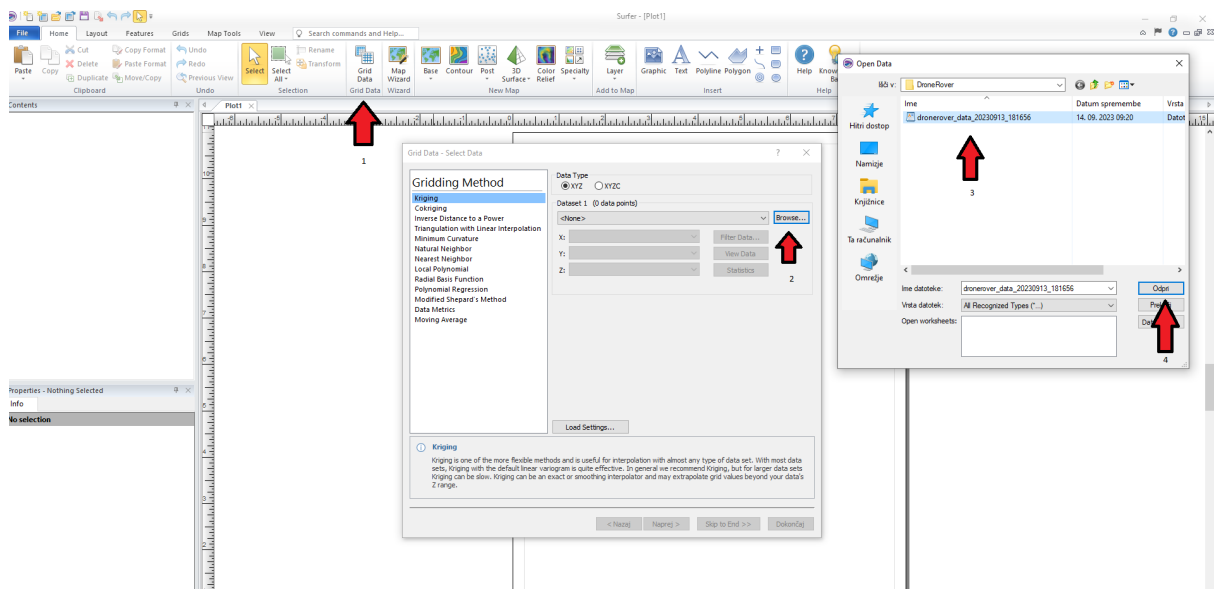 Surfer - [Plot1]
File Home Layout Features Grids Map Tools View Search commands and Help...
Paste Copy Cut Copy Format Undo Select Select All Rename Grid Data Map Wizard Base Contour Post 3D Surface Color Relief Specialty Layer Graphic Text Polyline Polygon Help Know
Delete Paste Format Redo Transform
Duplicate Move/Copy Previous View
Clipboard Undo Selection Grid Data Wizard New Map Add to Map Insert Help
Contents
Plot1
1
Grid Data - Select Data
Gridding Method
Kriging
Cokriging
Inverse Distance to a Power
Triangulation with Linear Interpolation
Minimum Curvature
Natural Neighbor
Nearest Neighbor
Local Polynomial
Radial Basis Function
Polynomial Regression
Modified Shepard's Method
Data Metrics
Moving Average
Data Type
XYZ XYZC
Dataset 1 (0 data points)
<None> Browse...
X: Filter Data...
Y: View Data
Z: Statistics
2
Load Settings...
Kriging
Kriging is one of the more flexible methods and is useful for interpolation with almost any type of data set. With most data
sets, Kriging with the default linear variogram is quite effective. In general we recommend Kriging, but for larger data sets
Kriging can be slow. Kriging can be an exact or smoothing interpolator and may extrapolate grid values beyond your data's
Z range.
< Nazaj Naprej > Skip to End >> Dokončaj
Open Data
Išči v: DroneRover
Hitri dostop
Namizje
Knjižnice
Ta računalnik
Omrežje
Ime Datum spremembe Vrsta
dronerover_data_20230913_181656 14. 09. 2023 09:20 Datot
3
Ime datoteke: dronerover_data_20230913_181656 Odpri
Vrsta datotek: All Recognized Types (*...)
Open worksheets:
4
Properties - Nothing Selected
Info
No selection